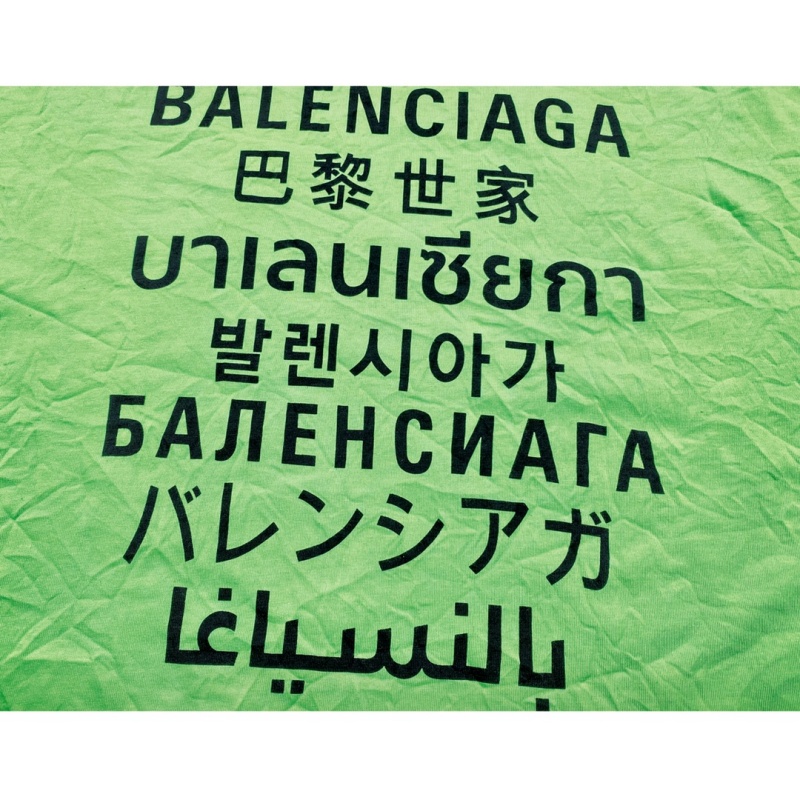 BALENCIAGA
巴黎世家
บาเลนเซียกา
발렌시아가
БАЛЕНСИАГА
バレンシアガ
بالنسياغا